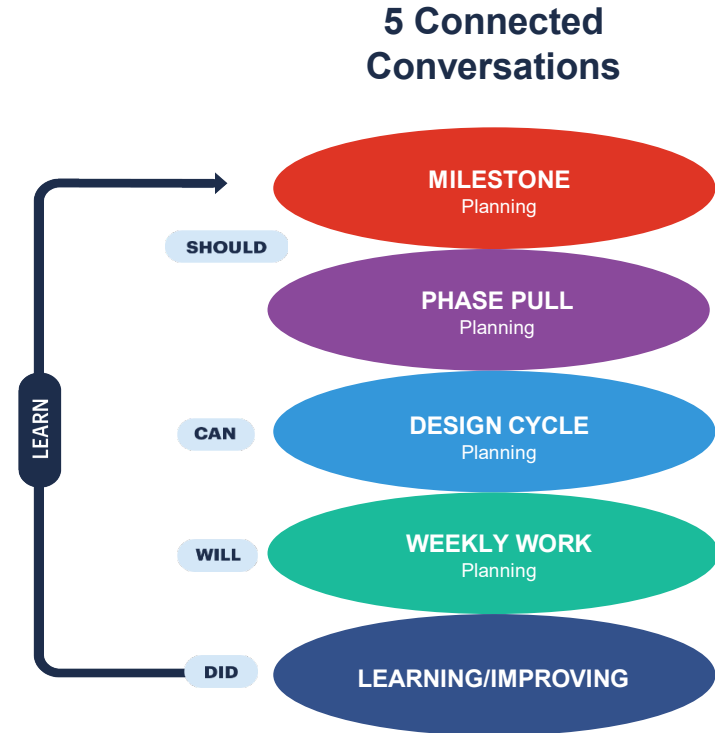 5 Connected
Conversations
MILESTONE
Planning
SHOULD
PHASE PULL
Planning
LEARN
CAN
DESIGN CYCLE
Planning
WILL
WEEKLY WORK
Planning
DID
LEARNING/IMPROVING